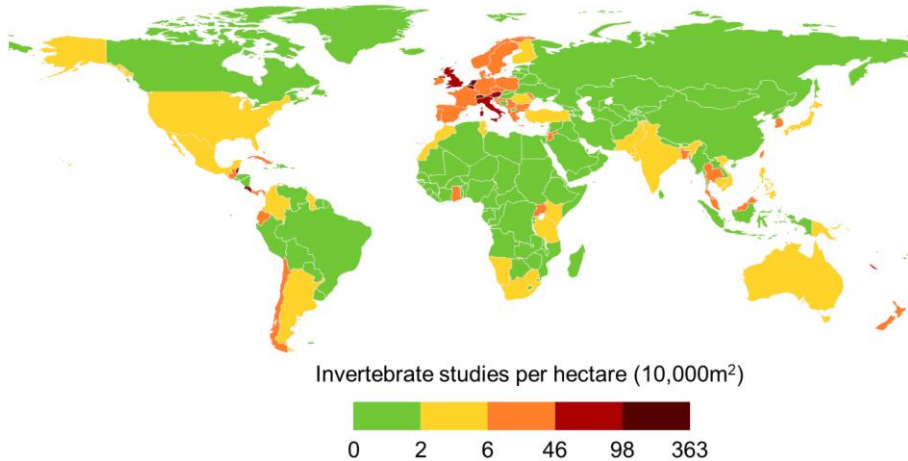 Invertebrate studies per hectare (10,000m²)
0 2 6 46 98 363